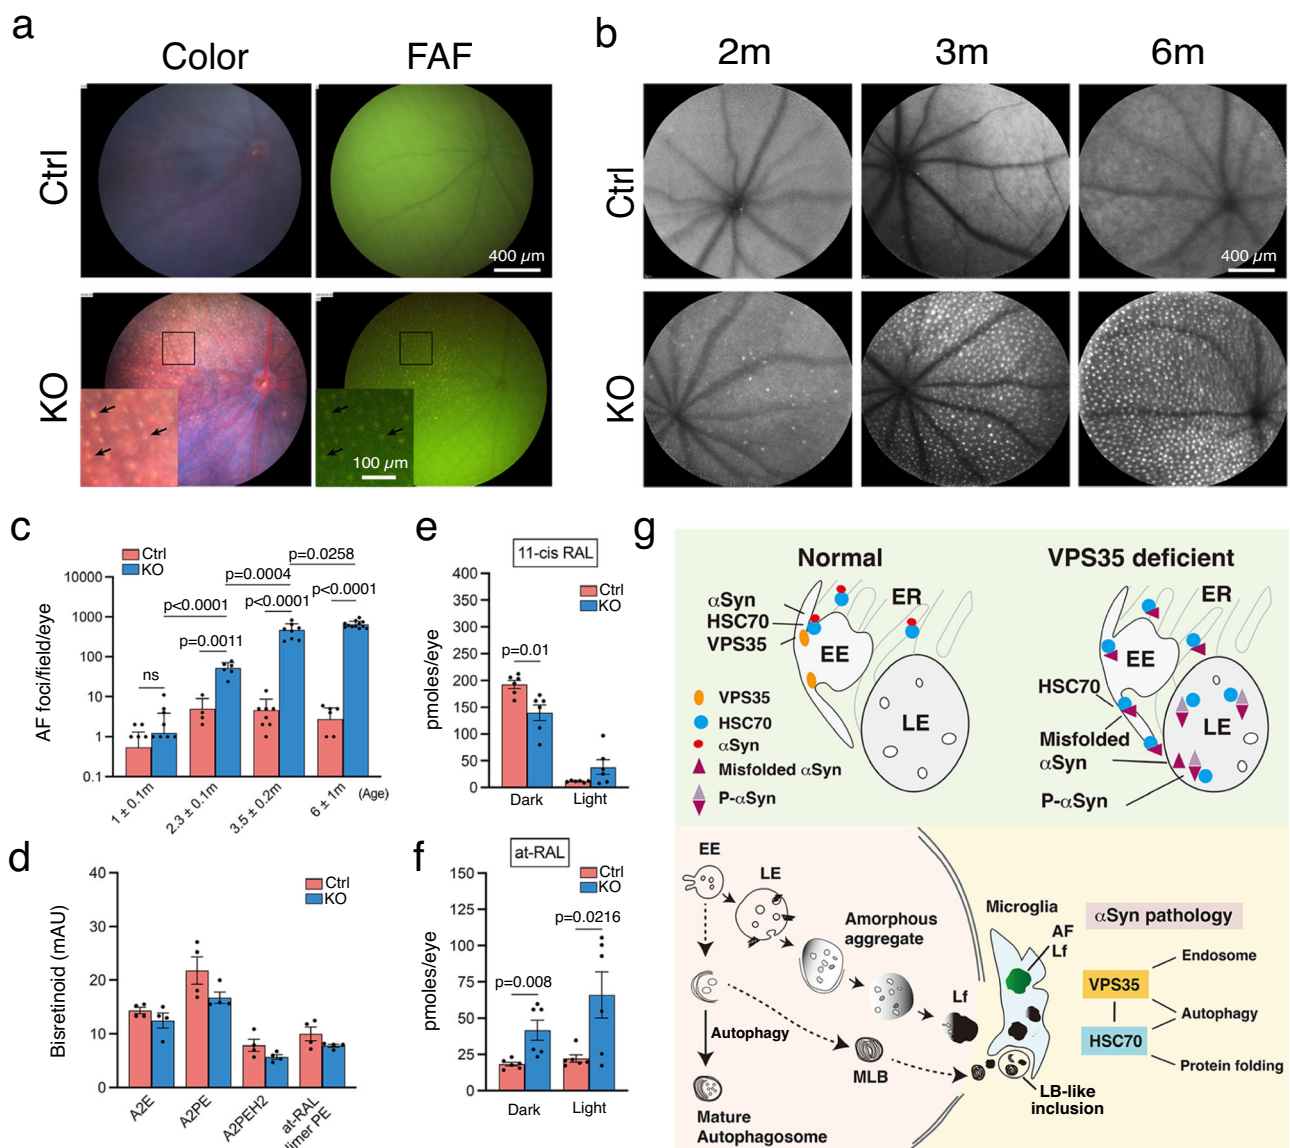 a
Color
FAF
Ctrl
400 µm
KO
100 µm
b
2m
3m
6m
Ctrl
400 µm
KO
c
Ctrl
KO
p=0.0258
p=0.0004
p<0.0001
p<0.0001
p<0.0001
p=0.0011
ns
AF foci/field/eye
10000
1000
100
10
1
0.1
1 ± 0.1m
2.3 ± 0.1m
3.5 ± 0.2m
6 ± 1m
(Age)
d
Ctrl
KO
Bisretinoid (mAU)
40
30
20
10
0
A2E
A2PE
A2PEH2
at-RAL
dimer PE
e
11-cis RAL
Ctrl
KO
p=0.01
pmoles/eye
400
350
300
250
200
150
100
50
0
Dark
Light
f
at-RAL
Ctrl
KO
p=0.0216
p=0.008
pmoles/eye
150
125
100
75
50
25
0
Dark
Light
g
Normal
VPS35 deficient
αSyn
HSC70
VPS35
ER
EE
LE
VPS35
HSC70
αSyn
Misfolded αSyn
P-αSyn
ER
EE
HSC70
LE
Misfolded
αSyn
P-αSyn
EE
LE
Amorphous
aggregate
Lf
Autophagy
MLB
Mature
Autophagosome
Microglia
AF
Lf
LB-like
inclusion
αSyn pathology
Endosome
VPS35
Autophagy
HSC70
Protein folding